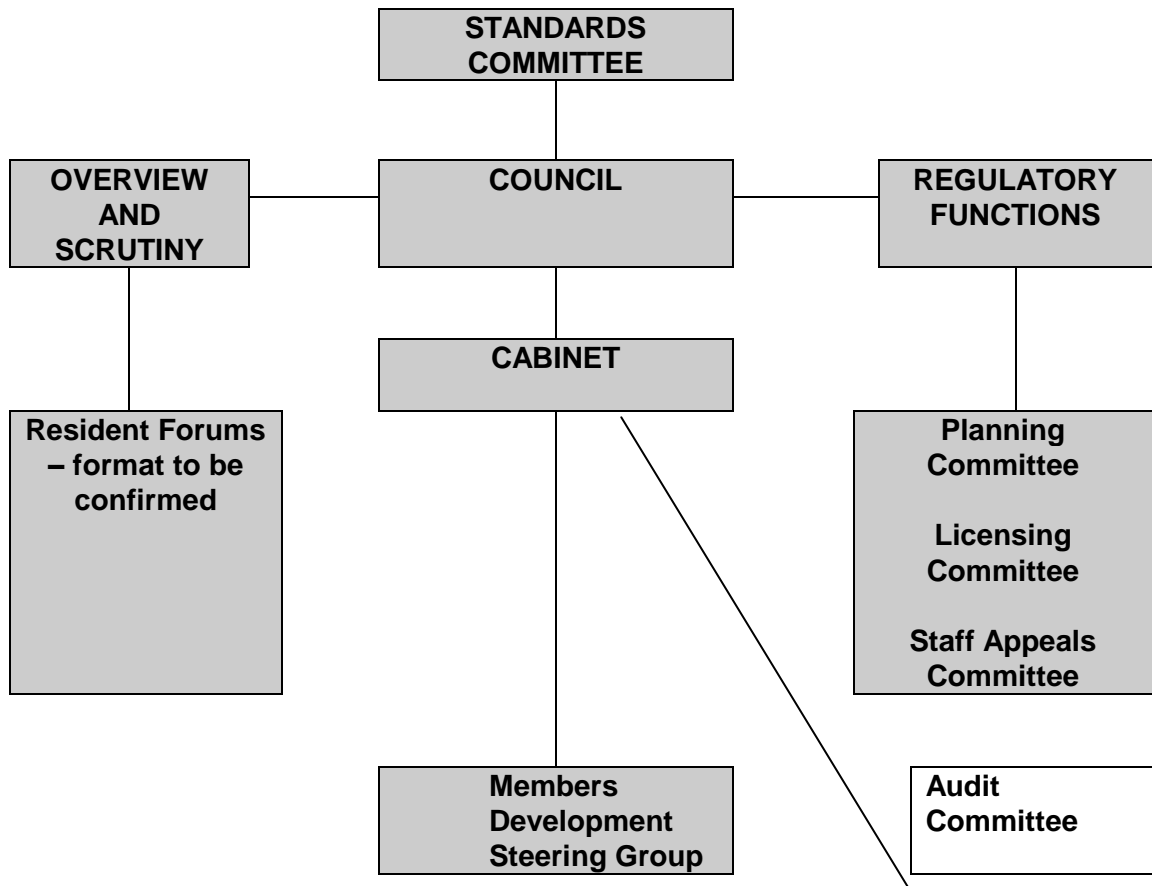 STANDARDS
COMMITTEE
OVERVIEW
AND
SCRUTINY
COUNCIL
REGULATORY
FUNCTIONS
CABINET
Resident Forums
– format to be
confirmed
Planning
Committee
Licensing
Committee
Staff Appeals
Committee
Members
Development
Steering Group
Audit
Committee